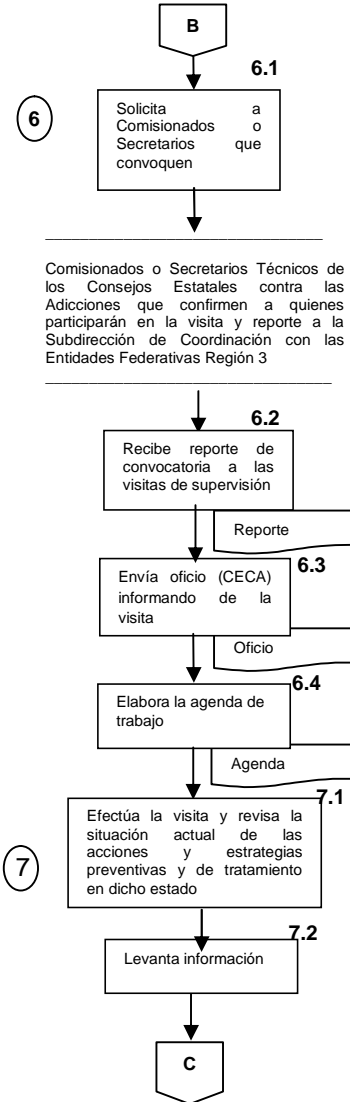 B
6.1
6
Solicita a
Comisionados o
Secretarios que
convoquen
Comisionados o Secretarios Técnicos de
los Consejos Estatales contra las
Adicciones que confirmen a quienes
participarán en la visita y reporte a la
Subdirección de Coordinación con las
Entidades Federativas Región 3
6.2
Recibe reporte de
convocatoria a las
visitas de supervisión
Reporte
6.3
Envía oficio (CECA)
informando de la
visita
Oficio
6.4
Elabora la agenda de
trabajo
Agenda
7.1
7
Efectúa la visita y revisa la
situación actual de las
acciones y estrategias
preventivas y de tratamiento
en dicho estado
7.2
Levanta información
C